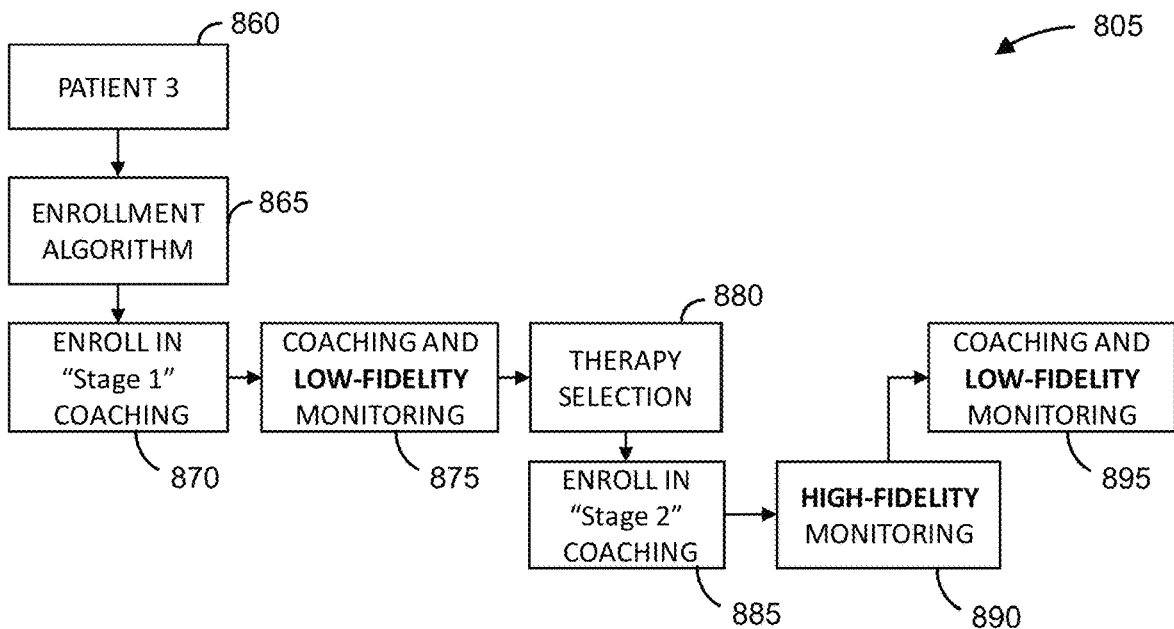 860
805
PATIENT 3
865
ENROLLMENT
ALGORITHM
880
ENROLL IN
“Stage 1”
COACHING
COACHING AND
LOW-FIDELITY
MONITORING
THERAPY
SELECTION
COACHING AND
LOW-FIDELITY
MONITORING
870
875
895
ENROLL IN
“Stage 2”
COACHING
HIGH-FIDELITY
MONITORING
885
890